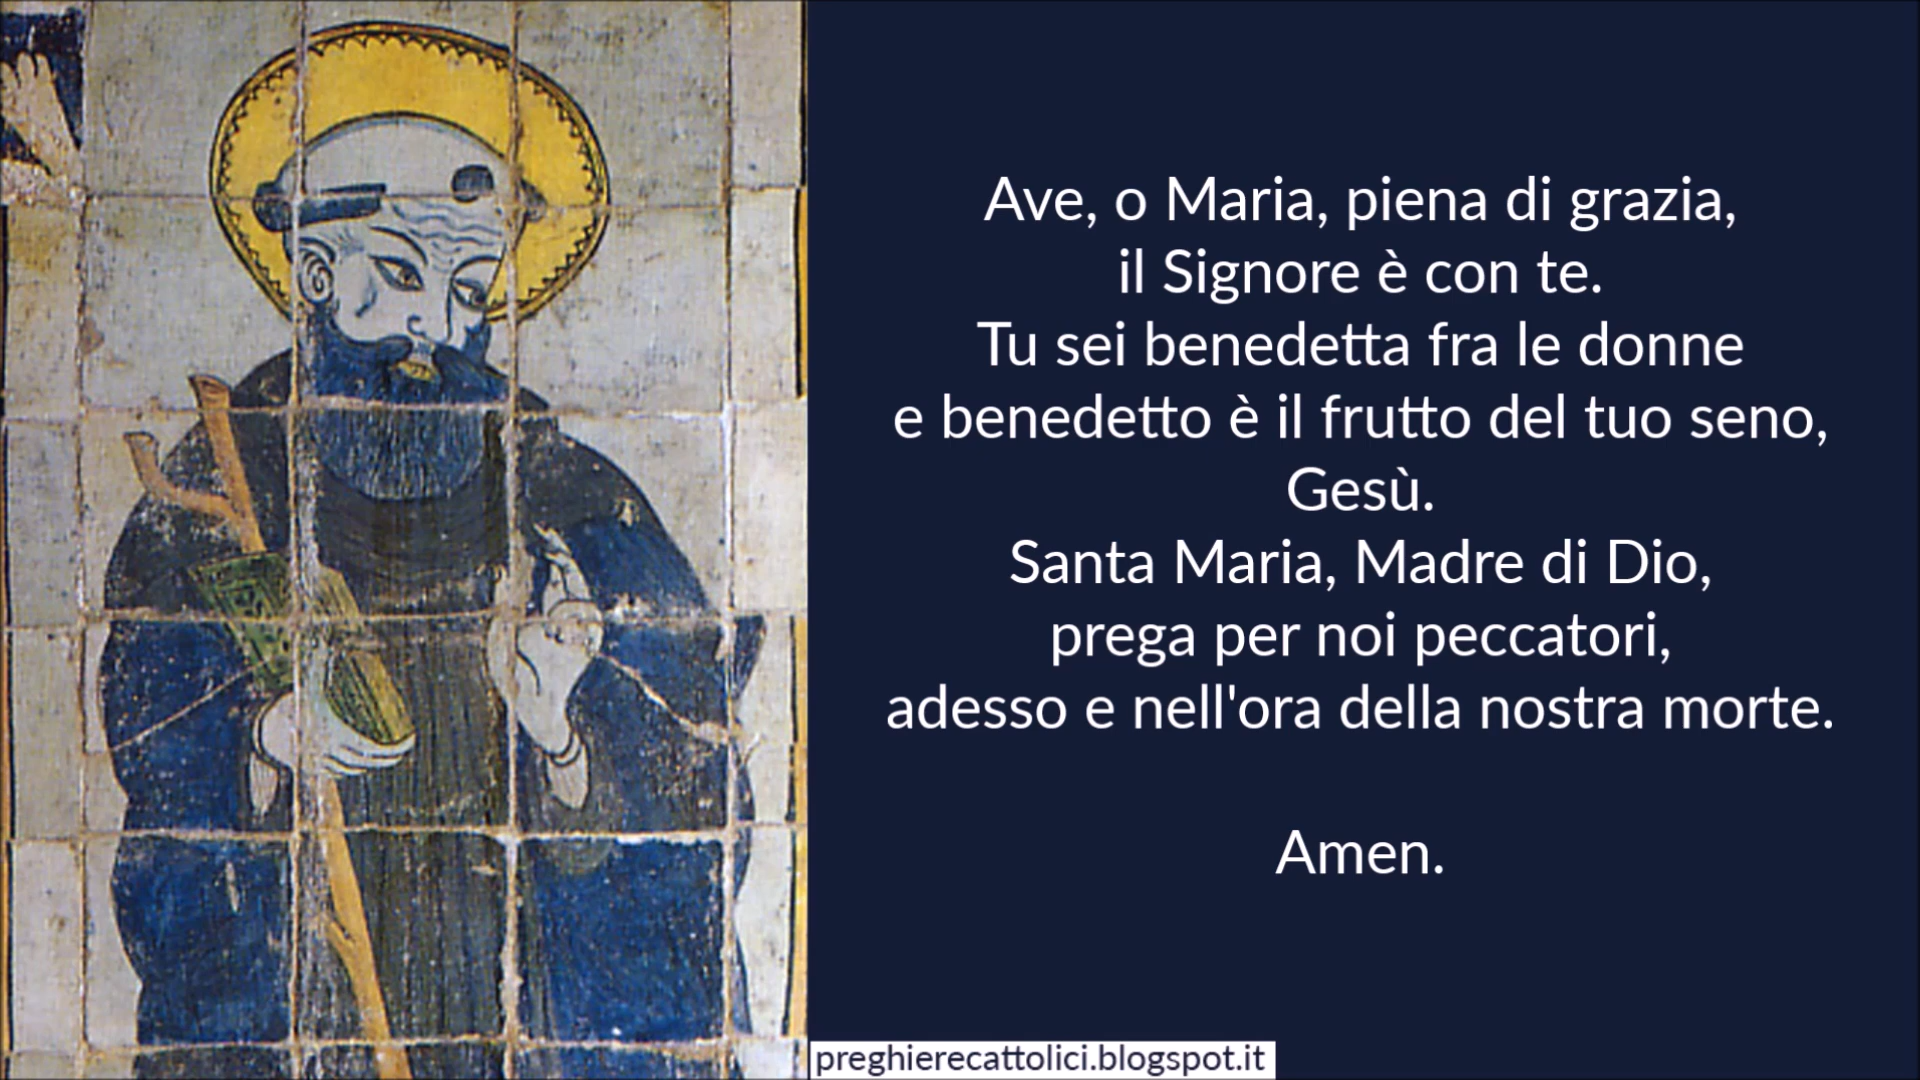 Ave, o Maria, piena di grazia,
il Signore è con te.
Tu sei benedetta fra le donne
e benedetto è il frutto del tuo seno,
Gesù.
Santa Maria, Madre di Dio,
prega per noi peccatori,
adesso e nell'ora della nostra morte.
Amen.
preghierecattolici.blogspot.it